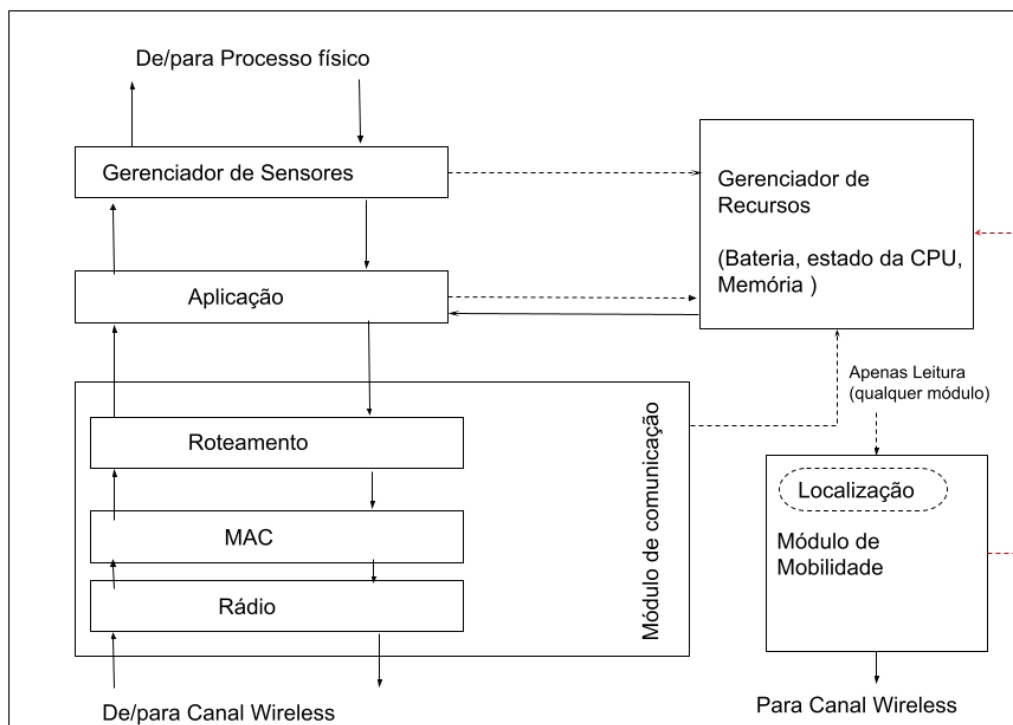 De/para Processo físico
Gerenciador de Sensores
Aplicação
Roteamento
MAC
Rádio
Módulo de comunicação
De/para Canal Wireless
Gerenciador de
Recursos
(Bateria, estado da CPU,
Memória )
Apenas Leitura
(qualquer módulo)
Localização
Módulo de
Mobilidade
Para Canal Wireless